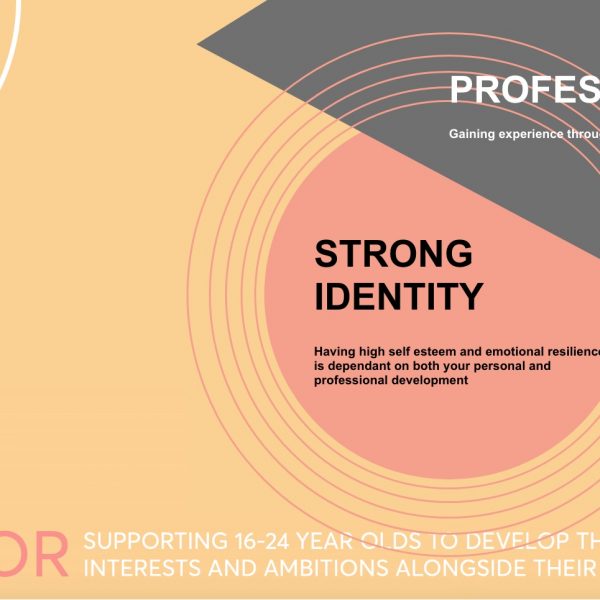 PROFES
Gaining experience throu
STRONG
IDENTITY
Having high self esteem and emotional resilience
is dependant on both your personal and
professional development
OR
SUPPORTING 16-24 YEAR OLDS TO DEVELOP TH
INTERESTS AND AMBITIONS ALONGSIDE THEIR